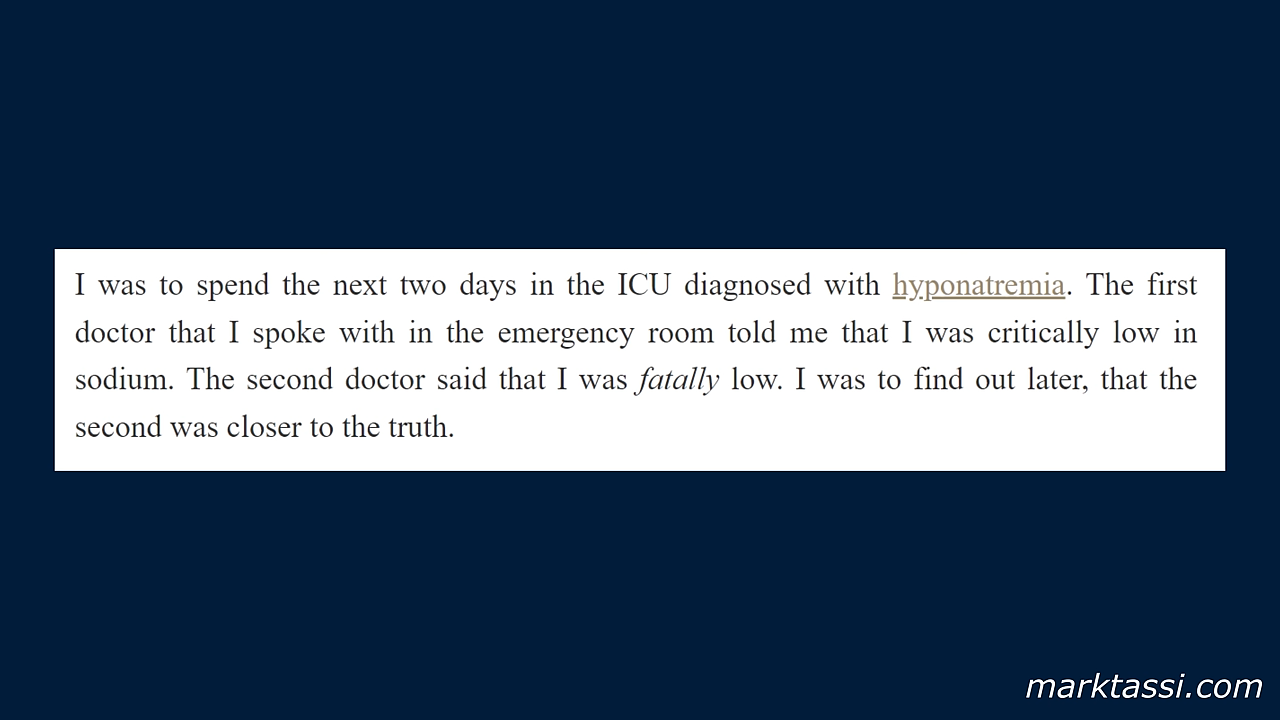 I was to spend the next two days in the ICU diagnosed with hyponatremia. The first
doctor that I spoke with in the emergency room told me that I was critically low in
sodium. The second doctor said that I was fatally low. I was to find out later, that the
second was closer to the truth.
marktassi.com